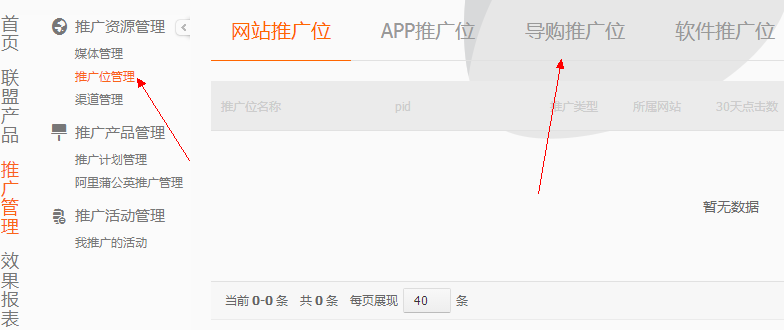 首页
联盟产品
推广管理
效果报表
推广资源管理
媒体管理
推广位管理
渠道管理
推广产品管理
推广计划管理
阿里蒲公英推广管理
推广活动管理
我推广的活动
网站推广位 APP推广位 导购推广位 软件推广位
推广位名称 pid 推广类型 所属网站 30天点击数
暂无数据
当前 0-0 条 共 0 条 每页展现 40 条